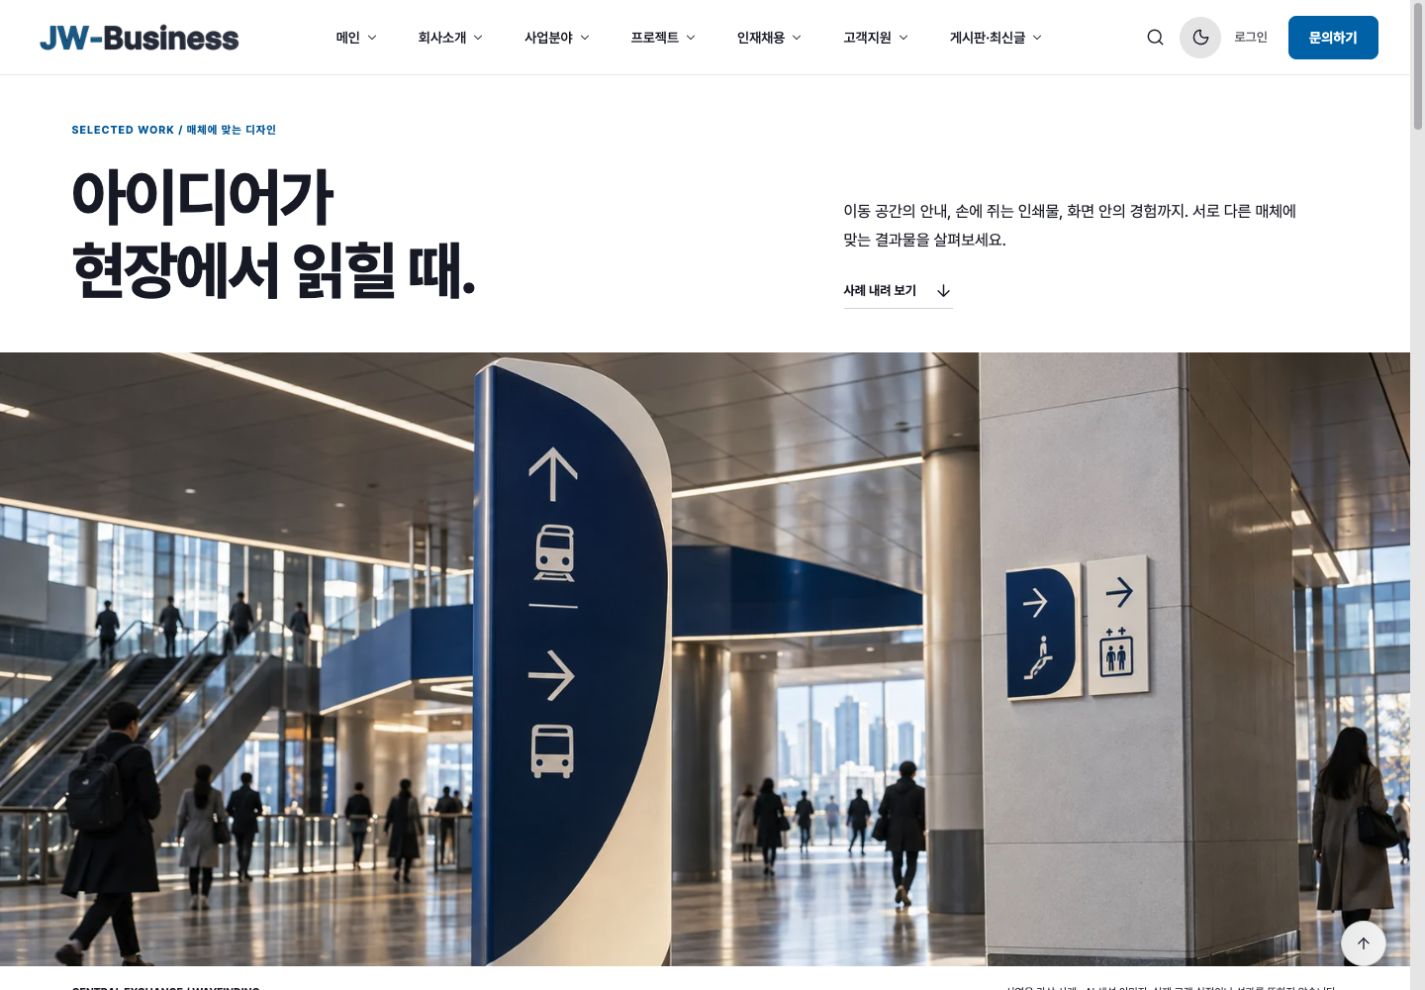 JW-Business
메인
회사소개
사업분야
프로젝트
인재채용
고객지원
게시판·최신글
로그인
문의하기
SELECTED WORK / 매체에 맞는 디자인
아이디어가
현장에서 읽힐 때.
이동 공간의 안내, 손에 쥐는 인쇄물, 화면 안의 경험까지. 서로 다른 매체에
맞는 결과물을 살펴보세요.
사례 내려 보기
CENTRAL EXCHANGE / WAYFINDING